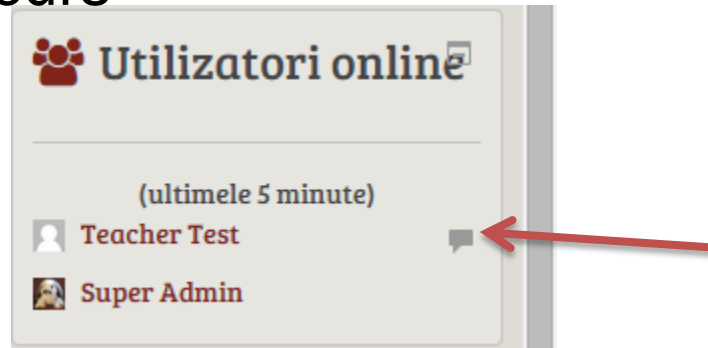 Utilizatori online
(ultimele 5 minute)
Teacher Test
Super Admin